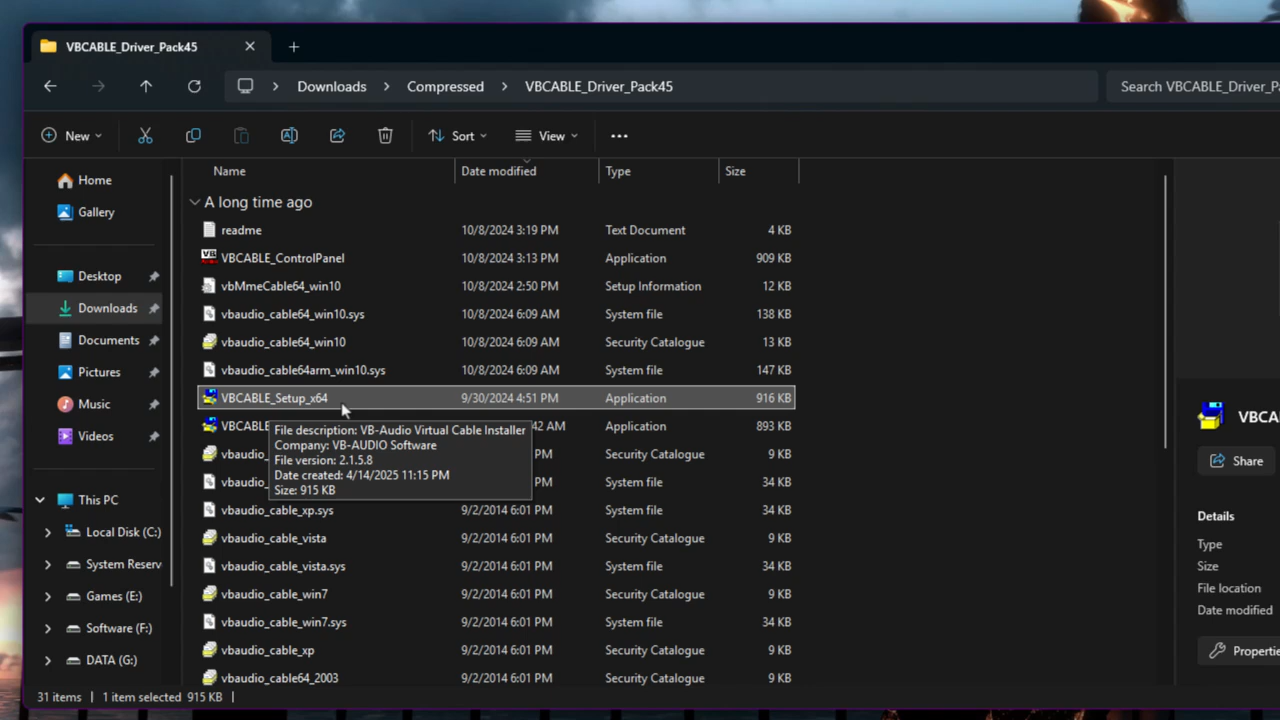 VBCABLE_Driver_Pack45
Downloads
Compressed
VBCABLE_Driver_Pack45
Search VBCABLE_Driver_P
New
Sort
View
Name
Date modified
Type
Size
Home
Gallery
Desktop
Downloads
Documents
Pictures
Music
Videos
This PC
Local Disk (C:)
System Reserv
Games (E:)
Software (F:)
DATA (G:)
A long time ago
readme 10/8/2024 3:19 PM Text Document 4 KB
VBCABLE_ControlPanel 10/8/2024 3:13 PM Application 909 KB
vbMmeCable64_win10 10/8/2024 2:50 PM Setup Information 12 KB
vbaudio_cable64_win10.sys 10/8/2024 6:09 AM System file 138 KB
vbaudio_cable64_win10 10/8/2024 6:09 AM Security Catalogue 13 KB
vbaudio_cable64arm_win10.sys 10/8/2024 6:09 AM System file 147 KB
VBCABLE_Setup_x64 9/30/2024 4:51 PM Application 916 KB
VBCABLE 42 AM Application 893 KB
vbaudio_ PM Security Catalogue 9 KB
vbaudio_ PM System file 34 KB
File description: VB-Audio Virtual Cable Installer
Company: VB-AUDIO Software
File version: 2.1.5.8
Date created: 4/14/2025 11:15 PM
Size: 915 KB
vbaudio_cable_xp.sys 9/2/2014 6:01 PM System file 34 KB
vbaudio_cable_vista 9/2/2014 6:01 PM Security Catalogue 9 KB
vbaudio_cable_vista.sys 9/2/2014 6:01 PM System file 34 KB
vbaudio_cable_win7 9/2/2014 6:01 PM Security Catalogue 9 KB
vbaudio_cable_win7.sys 9/2/2014 6:01 PM System file 34 KB
vbaudio_cable_xp 9/2/2014 6:01 PM Security Catalogue 9 KB
vbaudio_cable64_2003 9/2/2014 6:01 PM Security Catalogue 9 KB
VBCA
Share
Details
Type
Size
File location
Date modified
Propertie
31 items 1 item selected 915 KB